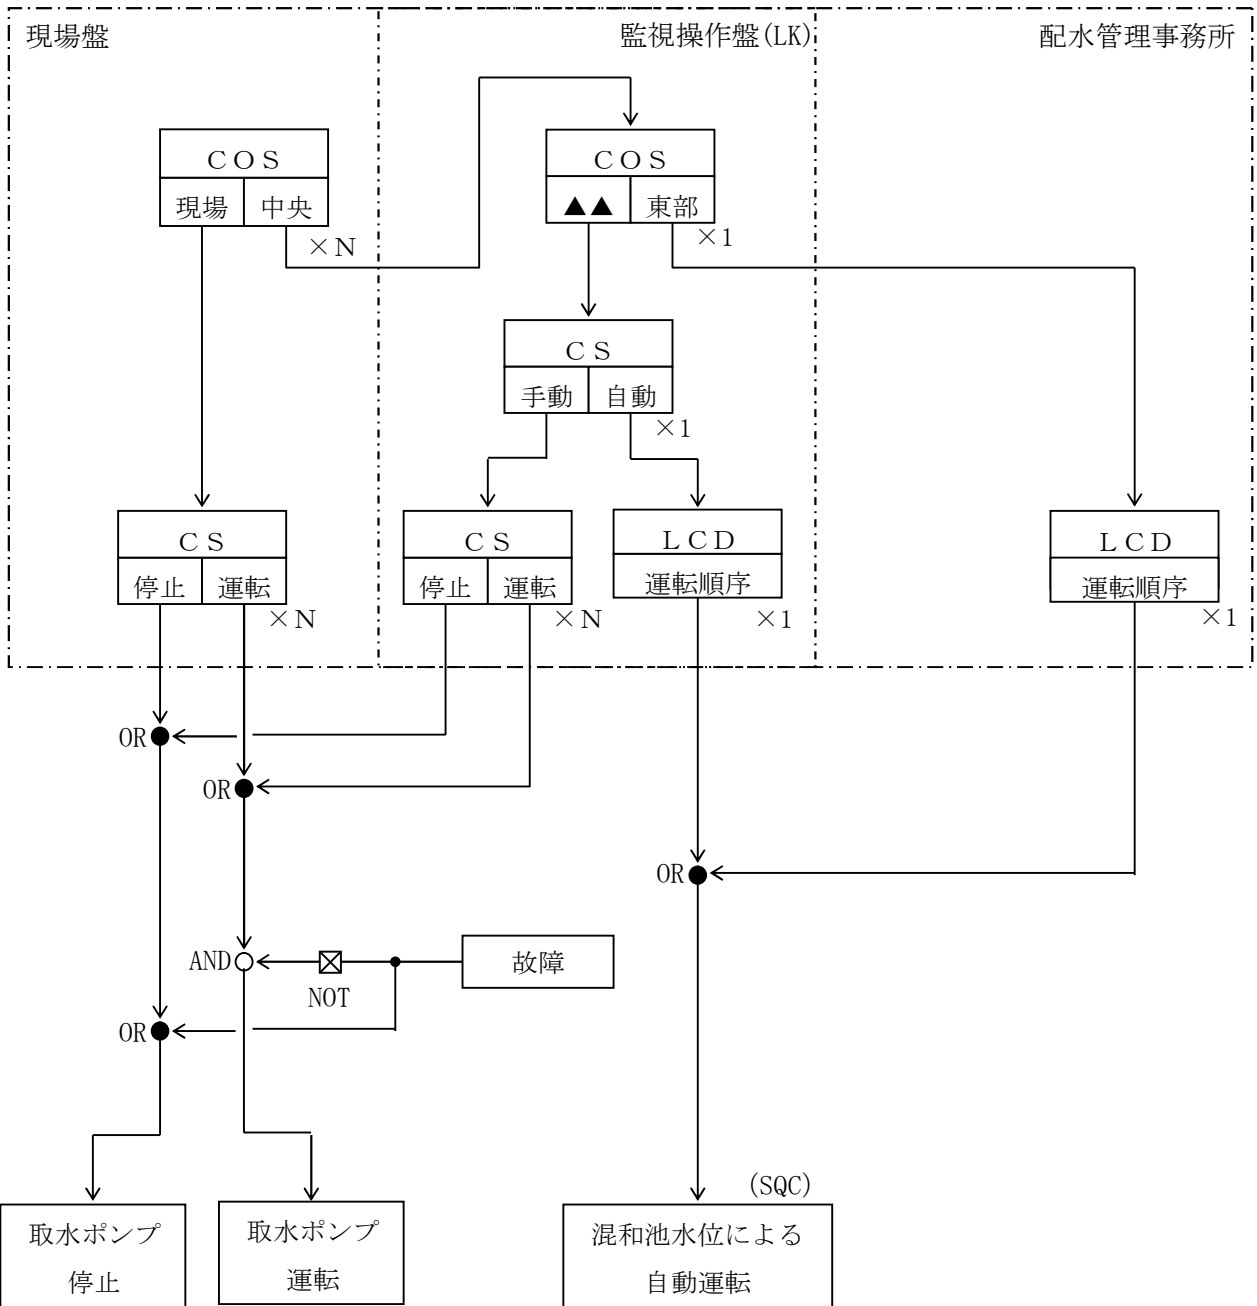 現場盤
監視操作盤(LK)
配水管理事務所
ＣＯＳ
現場 中央
×Ｎ
ＣＯＳ
▲▲ 東部
×1
ＣＳ
手動 自動
×1
ＣＳ
停止 運転
×Ｎ
ＣＳ
停止 運転
×Ｎ
ＬＣＤ
運転順序
×1
ＬＣＤ
運転順序
×1
OR
OR
OR
AND
NOT
故障
OR
(SQC)
取水ポンプ
停止
取水ポンプ
運転
混和池水位による
自動運転